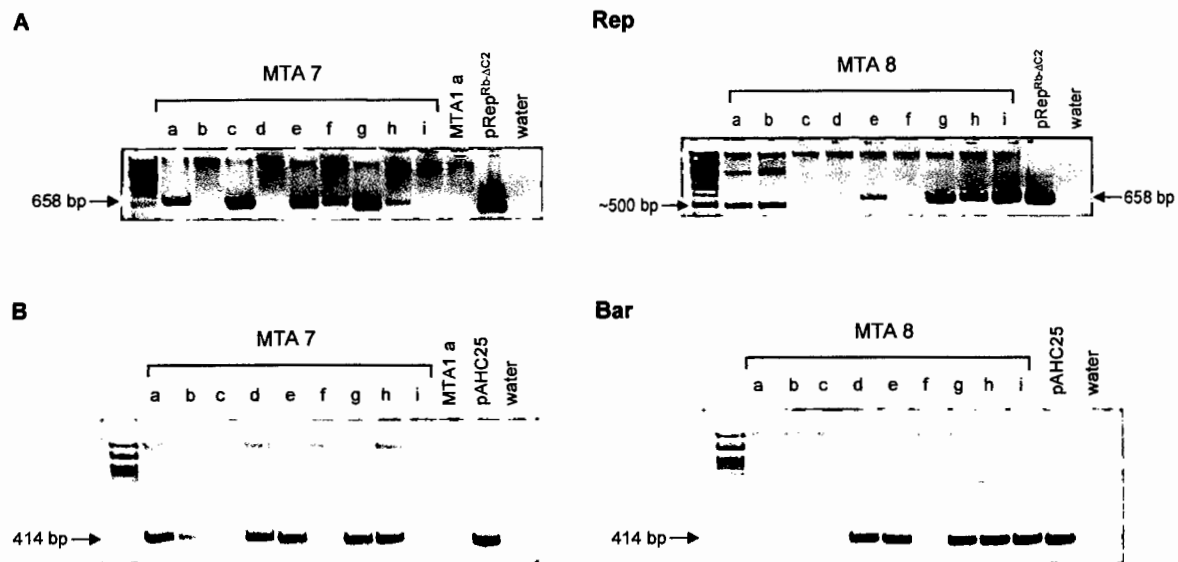 A
Rep
MTA 7
a b c d e f g h i
MTA1 a
pRepRb-ΔC2
water
658 bp
MTA 8
a b c d e f g h i
pRepRb-ΔC2
water
~500 bp
658 bp
B
Bar
MTA 7
a b c d e f g h i
MTA1 a
pAHC25
water
414 bp
MTA 8
a b c d e f g h i
pAHC25
water
414 bp